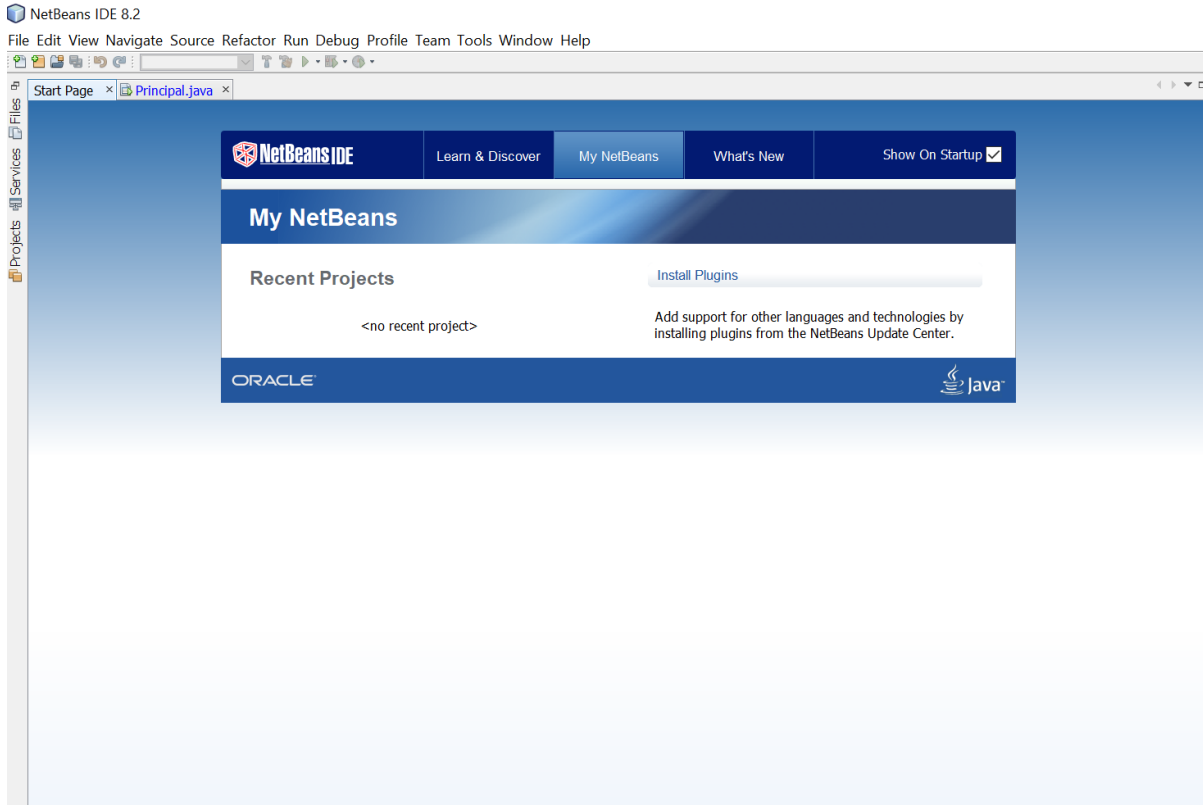 NetBeans IDE 8.2
File Edit View Navigate Source Refactor Run Debug Profile Team Tools Window Help
Start Page × Principal.java ×
Files
Services
Projects
NetBeans IDE Learn & Discover My NetBeans What's New Show On Startup
My NetBeans
Recent Projects
<no recent project>
Install Plugins
Add support for other languages and technologies by
installing plugins from the NetBeans Update Center.
ORACLE Java